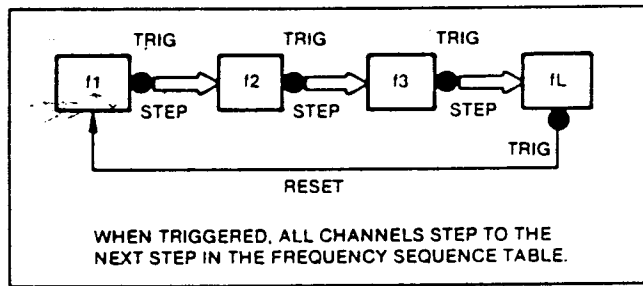 TRIG TRIG TRIG
f1 f2 f3 fL
STEP STEP STEP
TRIG
RESET
WHEN TRIGGERED, ALL CHANNELS STEP TO THE
NEXT STEP IN THE FREQUENCY SEQUENCE TABLE.